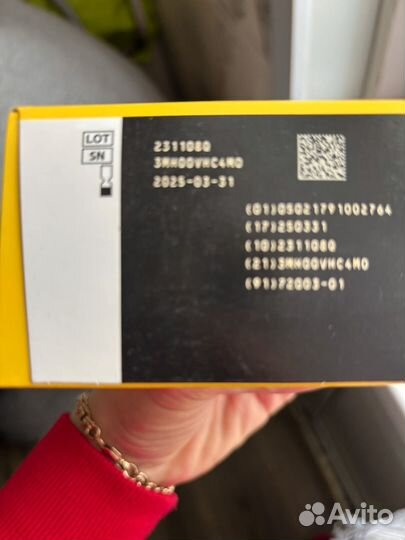 LOT
SN
2311080
3MH00VHC4M0
2025-03-31
(01)05021791002764
(17)250331
(10)2311080
(21)3MH00VHC4M0
(91)72003-01
Avito